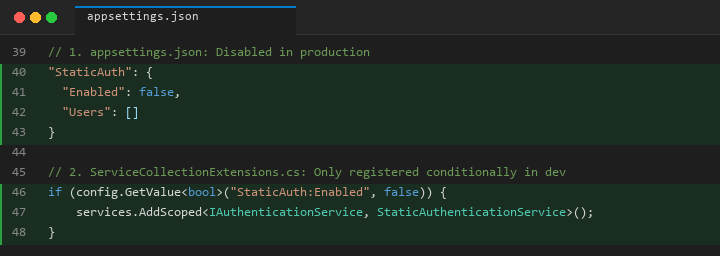 appsettings.json
39 // 1. appsettings.json: Disabled in production
40 "StaticAuth": {
41   "Enabled": false,
42   "Users": []
43 }
44
45 // 2. ServiceCollectionExtensions.cs: Only registered conditionally in dev
46 if (config.GetValue<bool>("StaticAuth:Enabled", false)) {
47     services.AddScoped<IAuthenticationService, StaticAuthenticationService>();
48 }